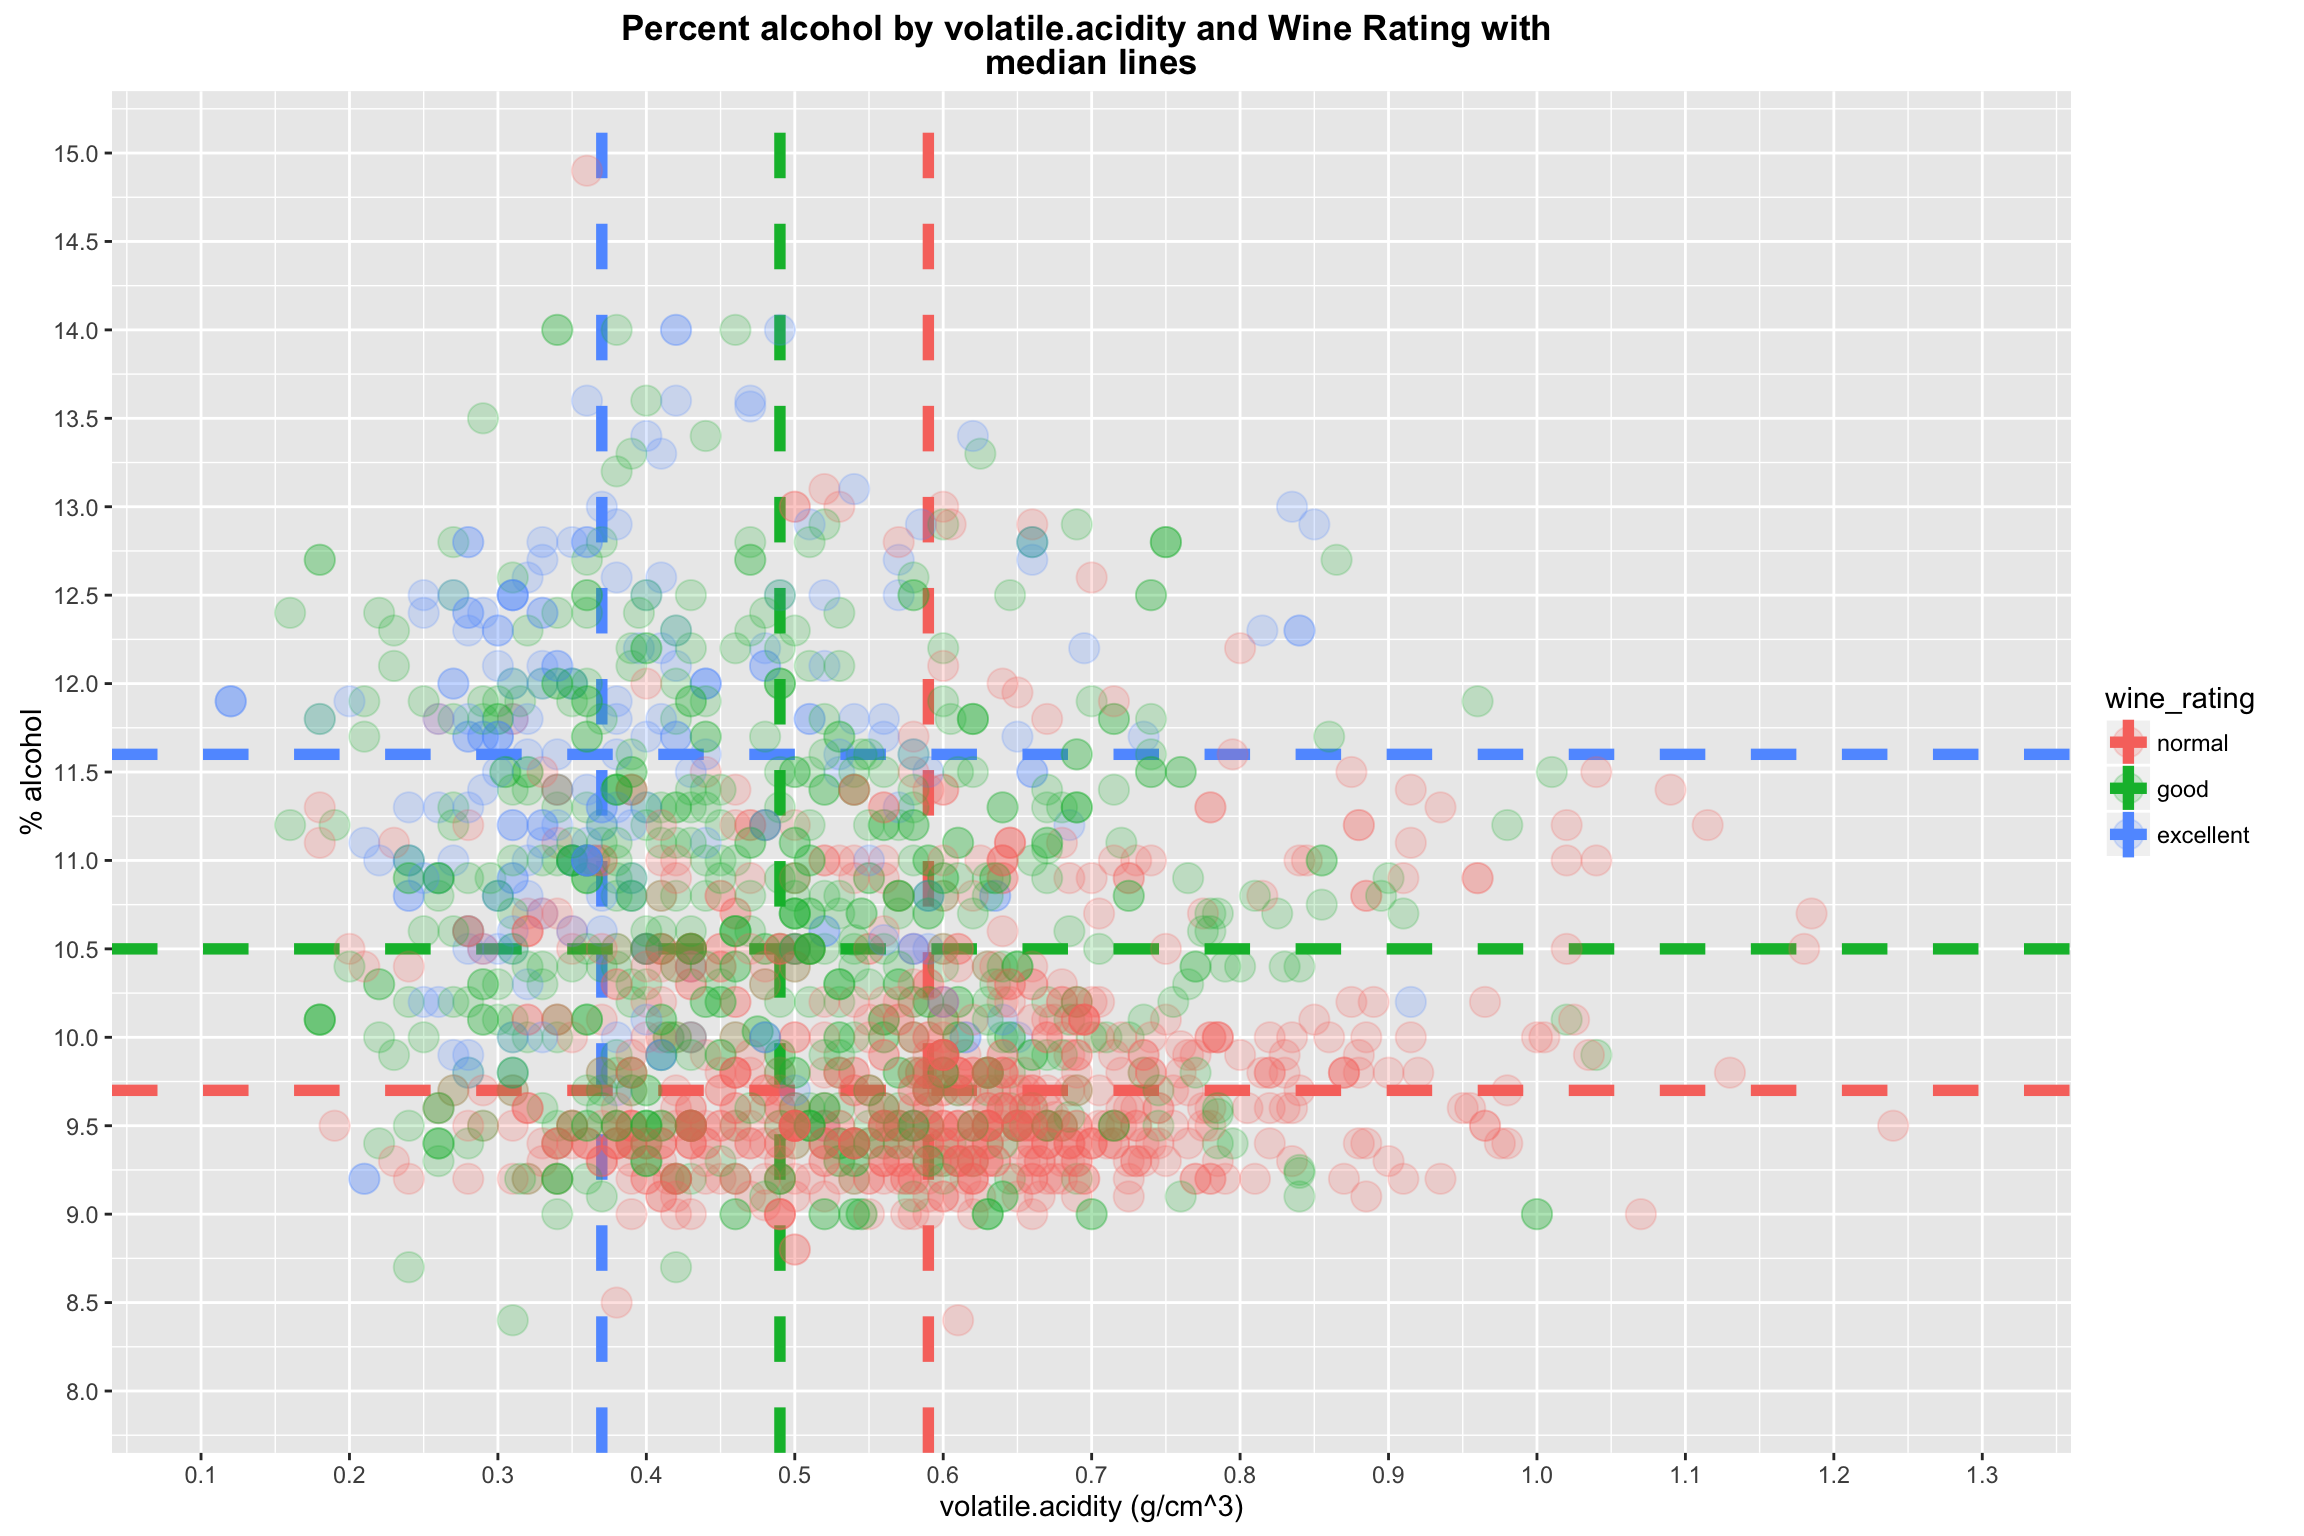 Percent alcohol by volatile.acidity and Wine Rating with
median lines
15.0
14.5
14.0
13.5
13.0
12.5
12.0
11.5
11.0
10.5
10.0
9.5
9.0
8.5
8.0
% alcohol
0.1 0.2 0.3 0.4 0.5 0.6 0.7 0.8 0.9 1.0 1.1 1.2 1.3
volatile.acidity (g/cm^3)
wine_rating
normal
good
excellent